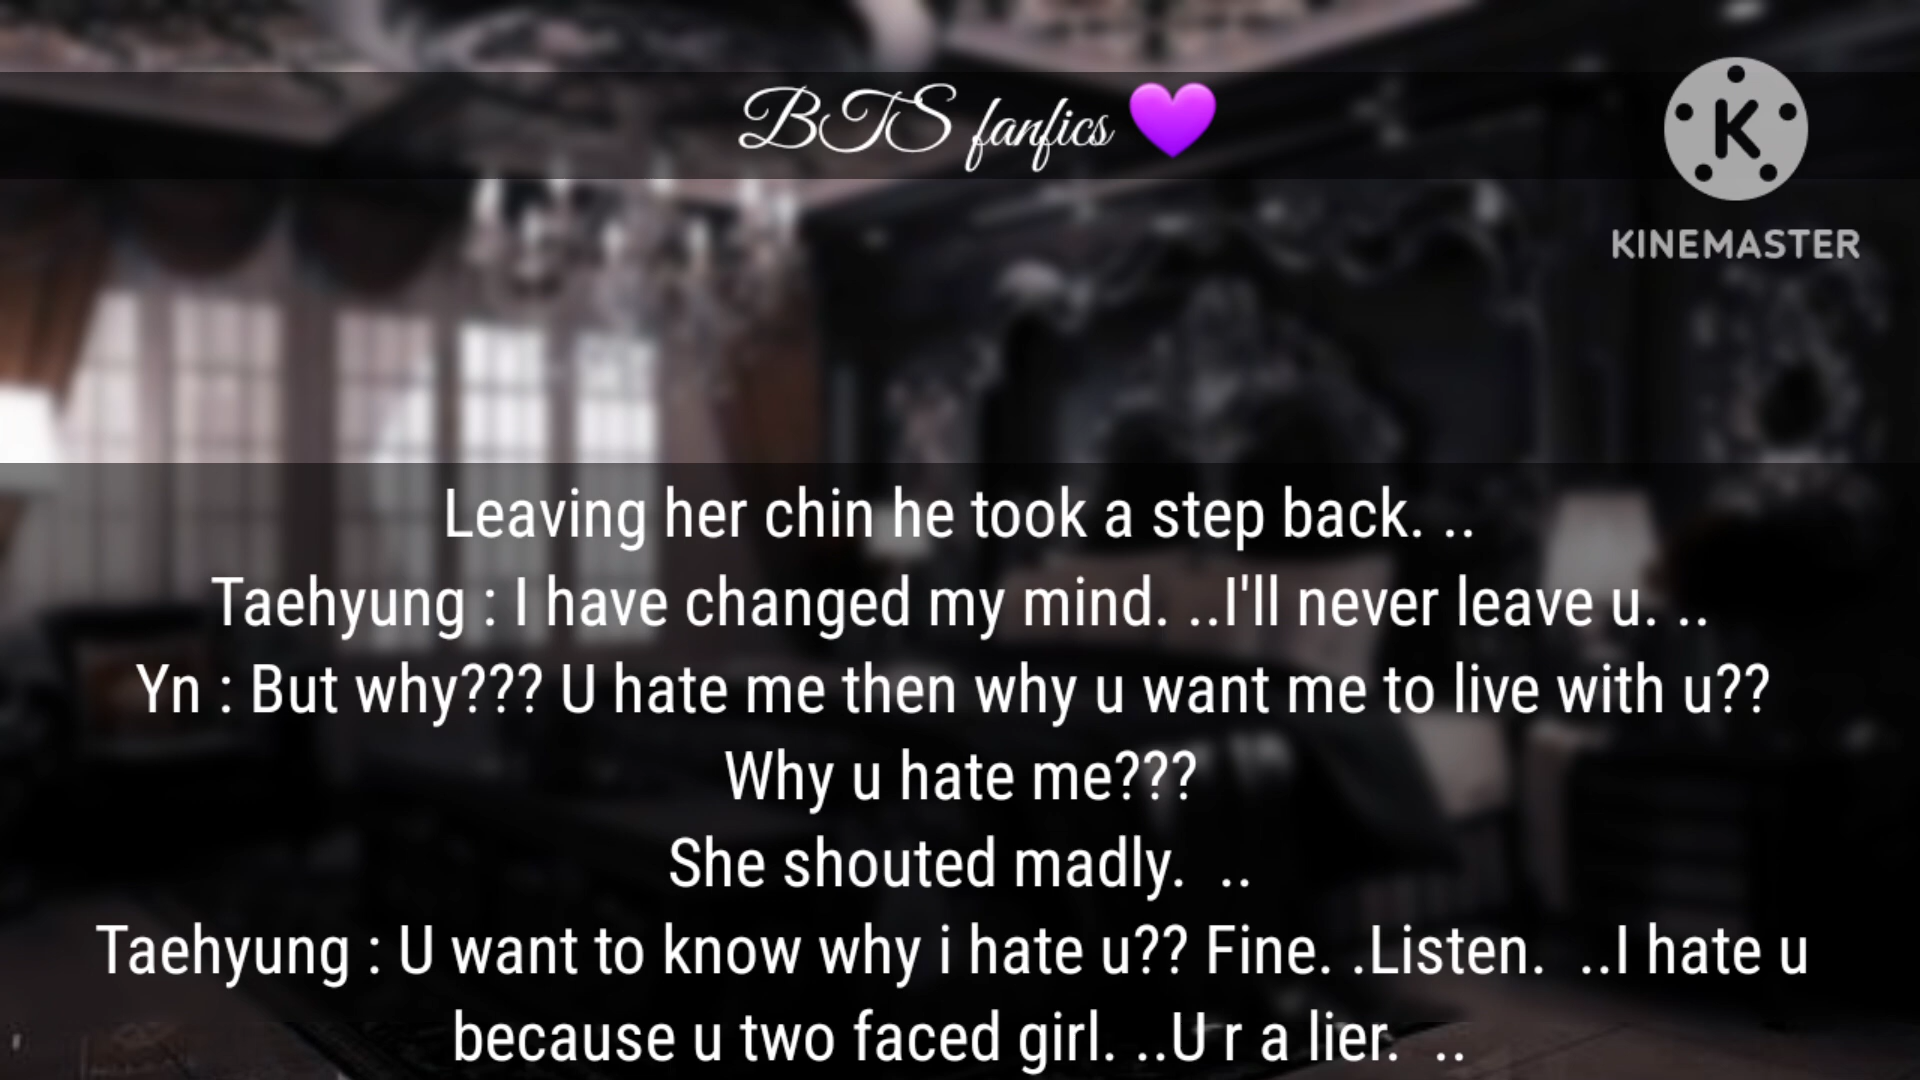 BTS fanfics 💜
K
KINEMASTER
Leaving her chin he took a step back. ..
Taehyung : I have changed my mind. ..I'll never leave u. ..
Yn : But why??? U hate me then why u want me to live with u??
Why u hate me???
She shouted madly.  ..
Taehyung : U want to know why i hate u?? Fine. .Listen.  ..I hate u
because u two faced girl. ..U r a lier.  ..